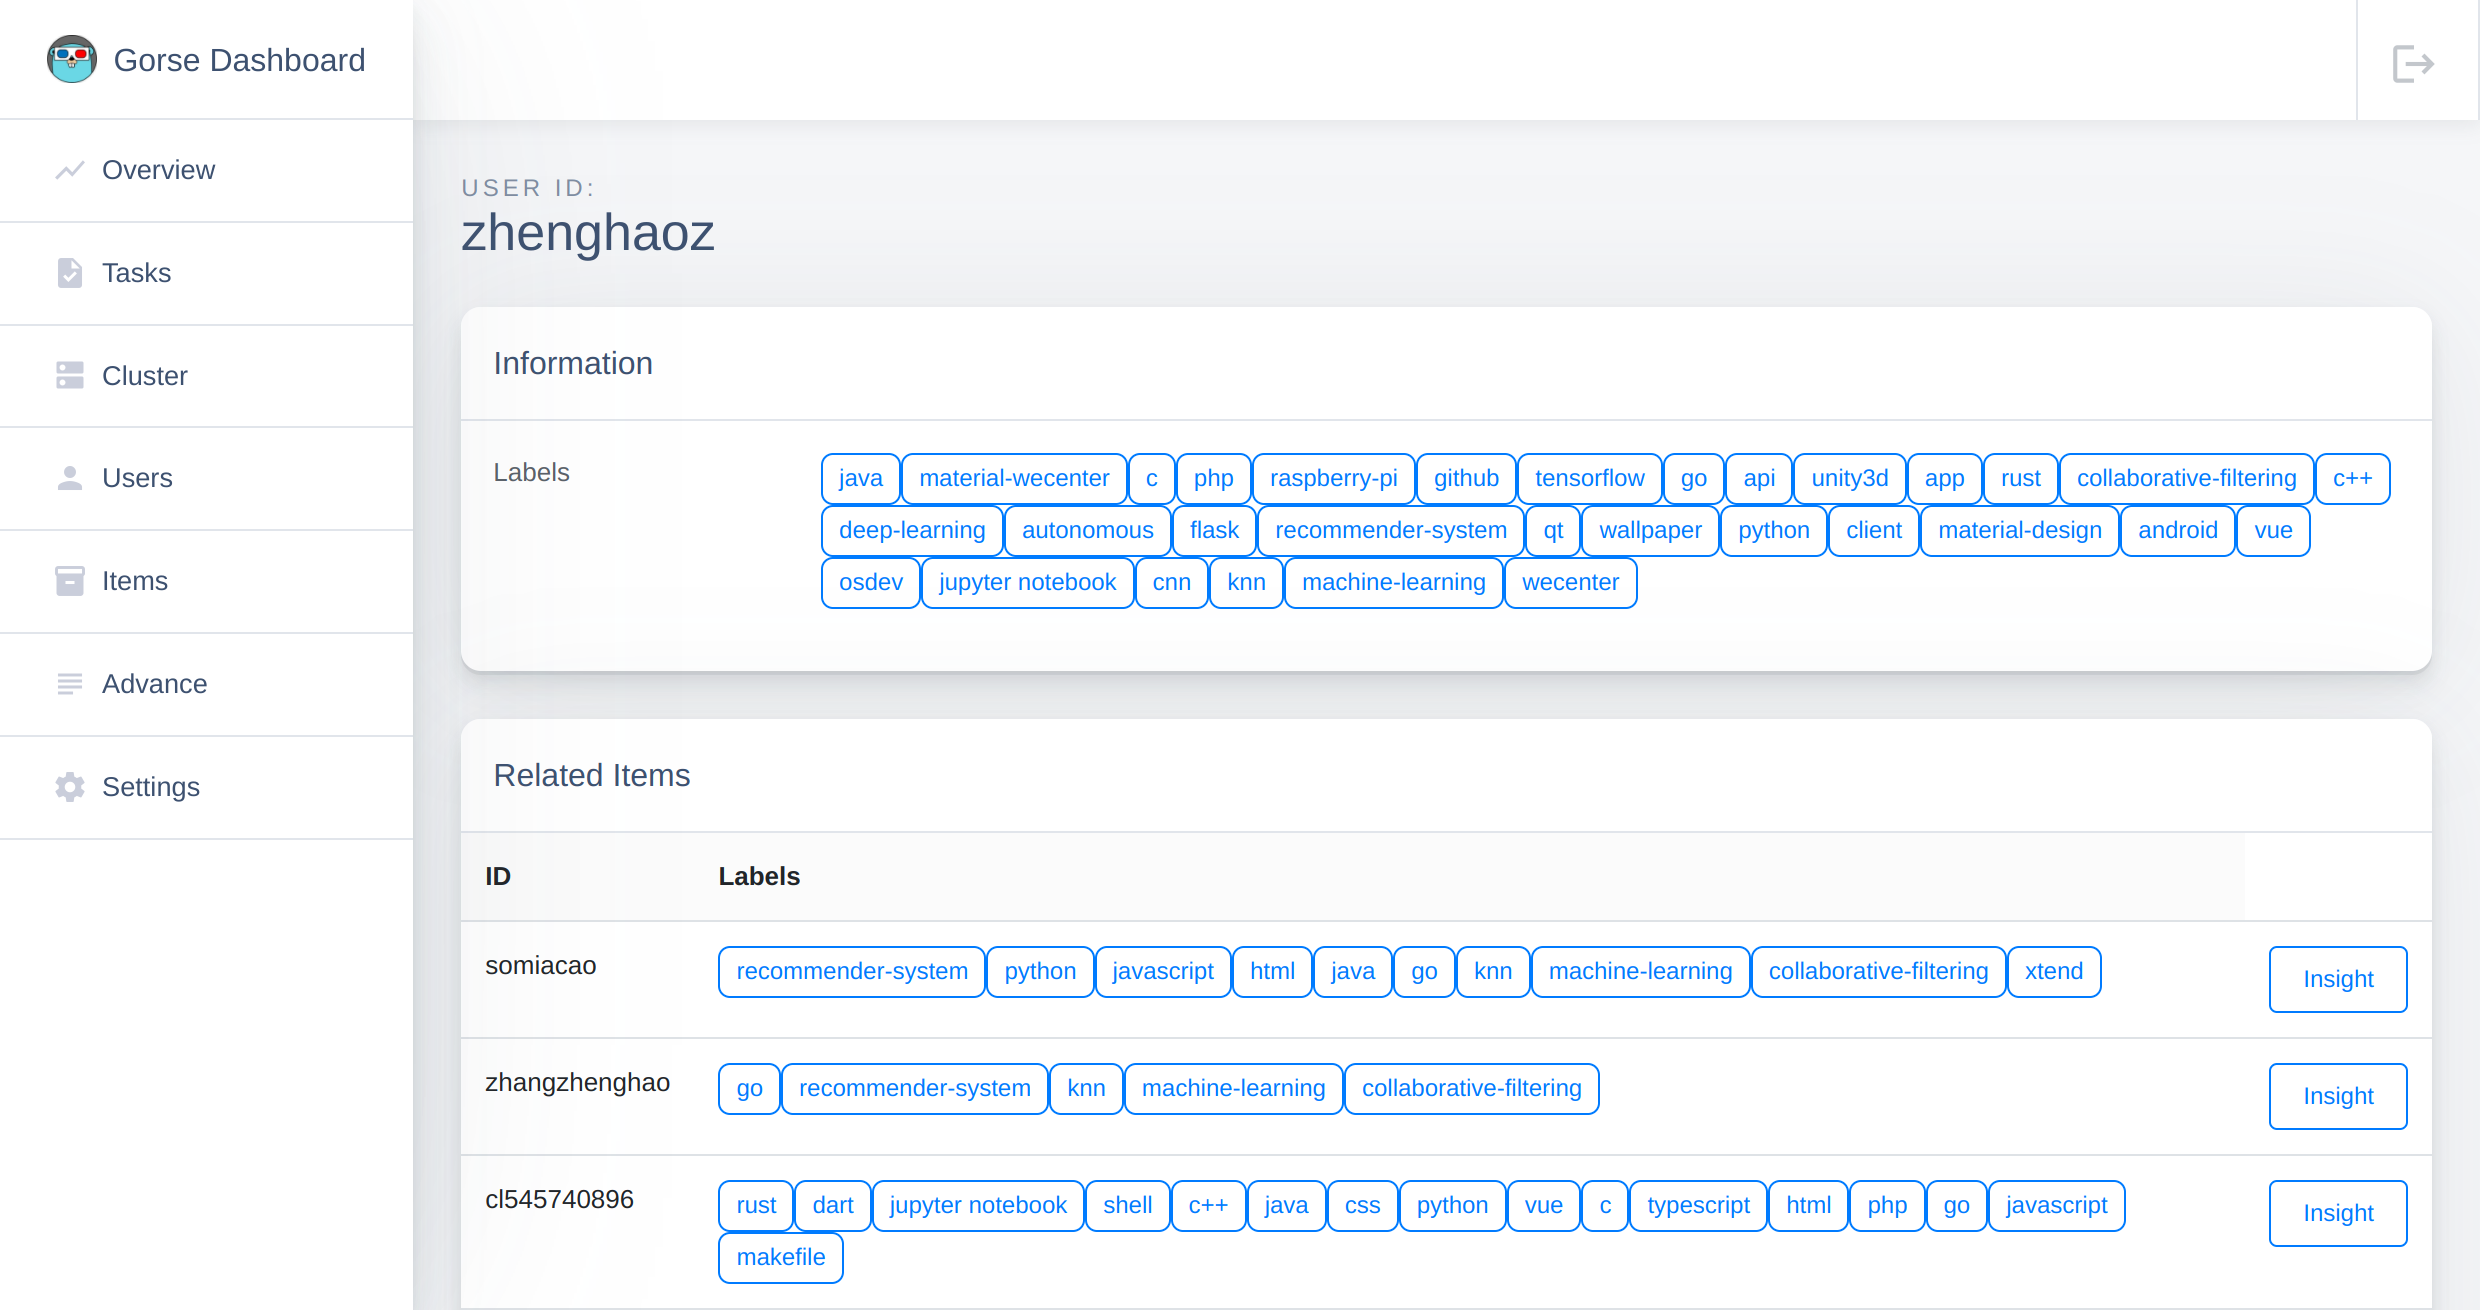 Gorse Dashboard
Overview
Tasks
Cluster
Users
Items
Advance
Settings
USER ID:
zhenghaoz
Information
Labels
java material-wecenter c php raspberry-pi github tensorflow go api unity3d app rust collaborative-filtering c++
deep-learning autonomous flask recommender-system qt wallpaper python client material-design android vue
osdev jupyter notebook cnn knn machine-learning wecenter
Related Items
ID Labels
somiacao recommender-system python javascript html java go knn machine-learning collaborative-filtering xtend Insight
zhangzhenghao go recommender-system knn machine-learning collaborative-filtering Insight
cl545740896 rust dart jupyter notebook shell c++ java css python vue c typescript html php go javascript Insight
makefile